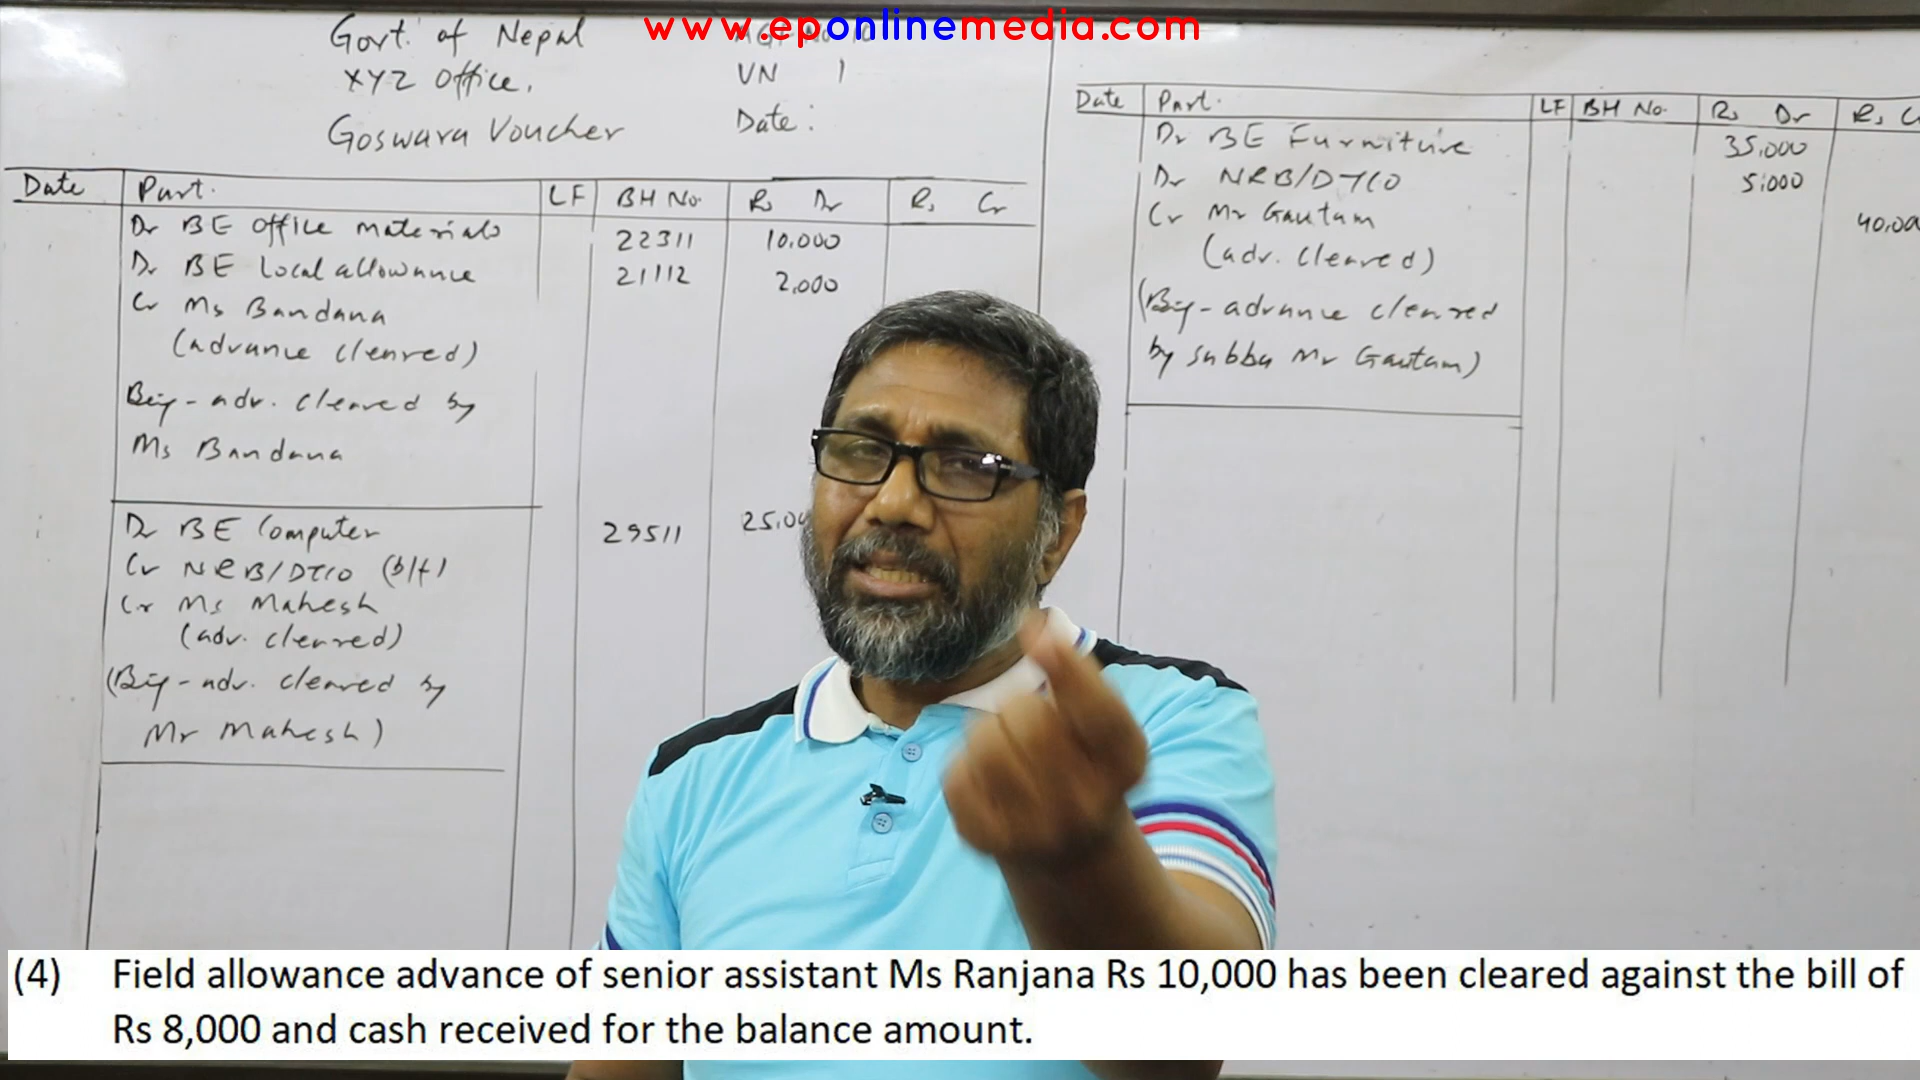 www.eponlinemedia.com
Govt. of Nepal
XYZ Office.
VN 1
Goswara Voucher
Date:
Date Part. LF BH No. Rs Dr Rs Cr
Dr BE Office materials 22311 10,000
Dr BE Local allowance 21112 2,000
Cr Ms Bandana
(advance cleared)
Being - adv. cleared by
Ms Bandana
Dr BE Computer 29511 25,00
Cr NRB/DTCO (b/f)
Cr Ms Mahesh
(adv. cleared)
(Being - adv. cleared by
Mr Mahesh)
Date Part. LF BH No. Rs Dr Rs C
Dr BE Furniture 35,000
Dr NRB/DTCO 5,000
Cr Mr Gautam 40,00
(adv. cleared)
(Being - advance cleared
by Subba Mr Gautam)
(4) Field allowance advance of senior assistant Ms Ranjana Rs 10,000 has been cleared against the bill of
Rs 8,000 and cash received for the balance amount.